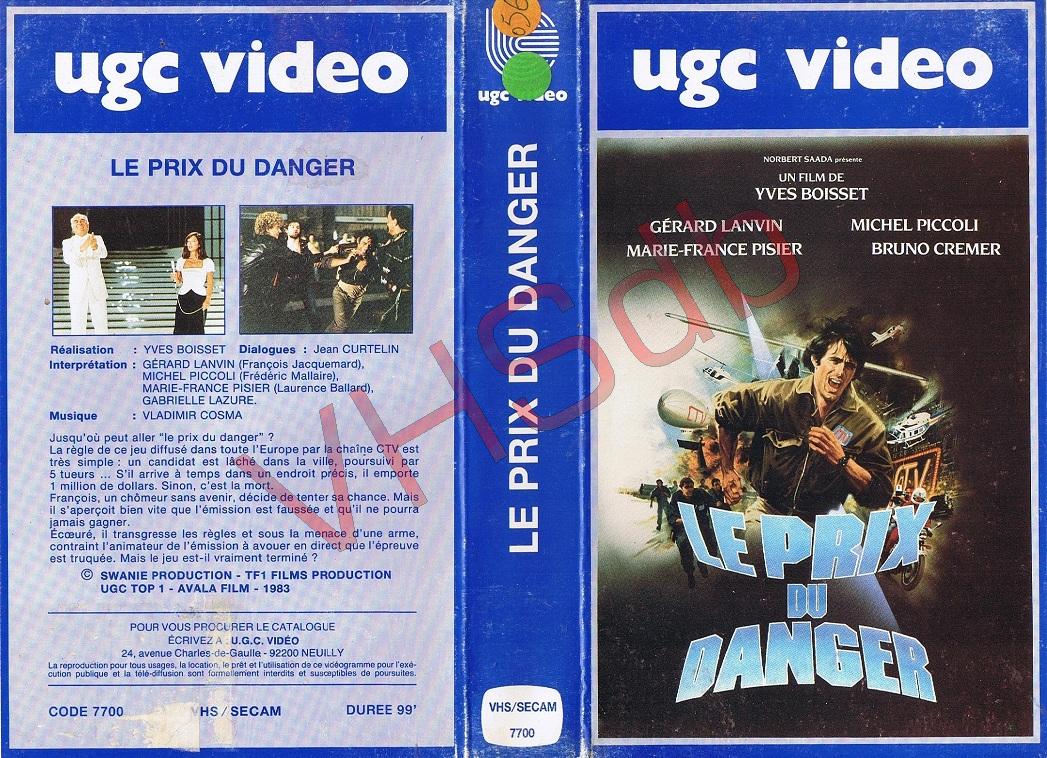 ugc video
LE PRIX DU DANGER
Réalisation : YVES BOISSET Dialogues : Jean CURTELIN
Interprétation : GÉRARD LANVIN (François Jacquemard),
MICHEL PICCOLI (Frédéric Mallaire),
MARIE-FRANCE PISIER (Laurence Ballard),
GABRIELLE LAZURE.
Musique : VLADIMIR COSMA
Jusqu'où peut aller “le prix du danger” ?
La règle de ce jeu diffusé dans toute l'Europe par la chaîne CTV est
très simple : un candidat est lâché dans la ville, poursuivi par
5 tueurs ... S'il arrive à temps dans un endroit précis, il emporte
1 million de dollars. Sinon, c'est la mort.
François, un chômeur sans avenir, décide de tenter sa chance. Mais
il s'aperçoit bien vite que l'émission est faussée et qu'il ne pourra
jamais gagner.
Écœuré, il transgresse les règles et sous la menace d'une arme,
contraint l'animateur de l'émission à avouer en direct que l'épreuve
est truquée. Mais le jeu est-il vraiment terminé ?
© SWANIE PRODUCTION - TF1 FILMS PRODUCTION
UGC TOP 1 - AVALA FILM - 1983
POUR VOUS PROCURER LE CATALOGUE
ÉCRIVEZ A : U.G.C. VIDÉO
24, avenue Charles-de-Gaulle - 92200 NEUILLY
La reproduction pour tous usages, la location, le prêt et l'utilisation de ce vidéogramme pour l'exé-
cution publique et la télé-diffusion sont formellement interdits et susceptibles de poursuites.
CODE 7700 VHS / SECAM DUREE 99'
056
ugc video
LE PRIX DU DANGER
VHS/SECAM
7700
ugc video
NORBERT SAADA présente
UN FILM DE
YVES BOISSET
GÉRARD LANVIN MICHEL PICCOLI
MARIE-FRANCE PISIER BRUNO CREMER
CTV
LE PRIX
DU
DANGER
VHSdb